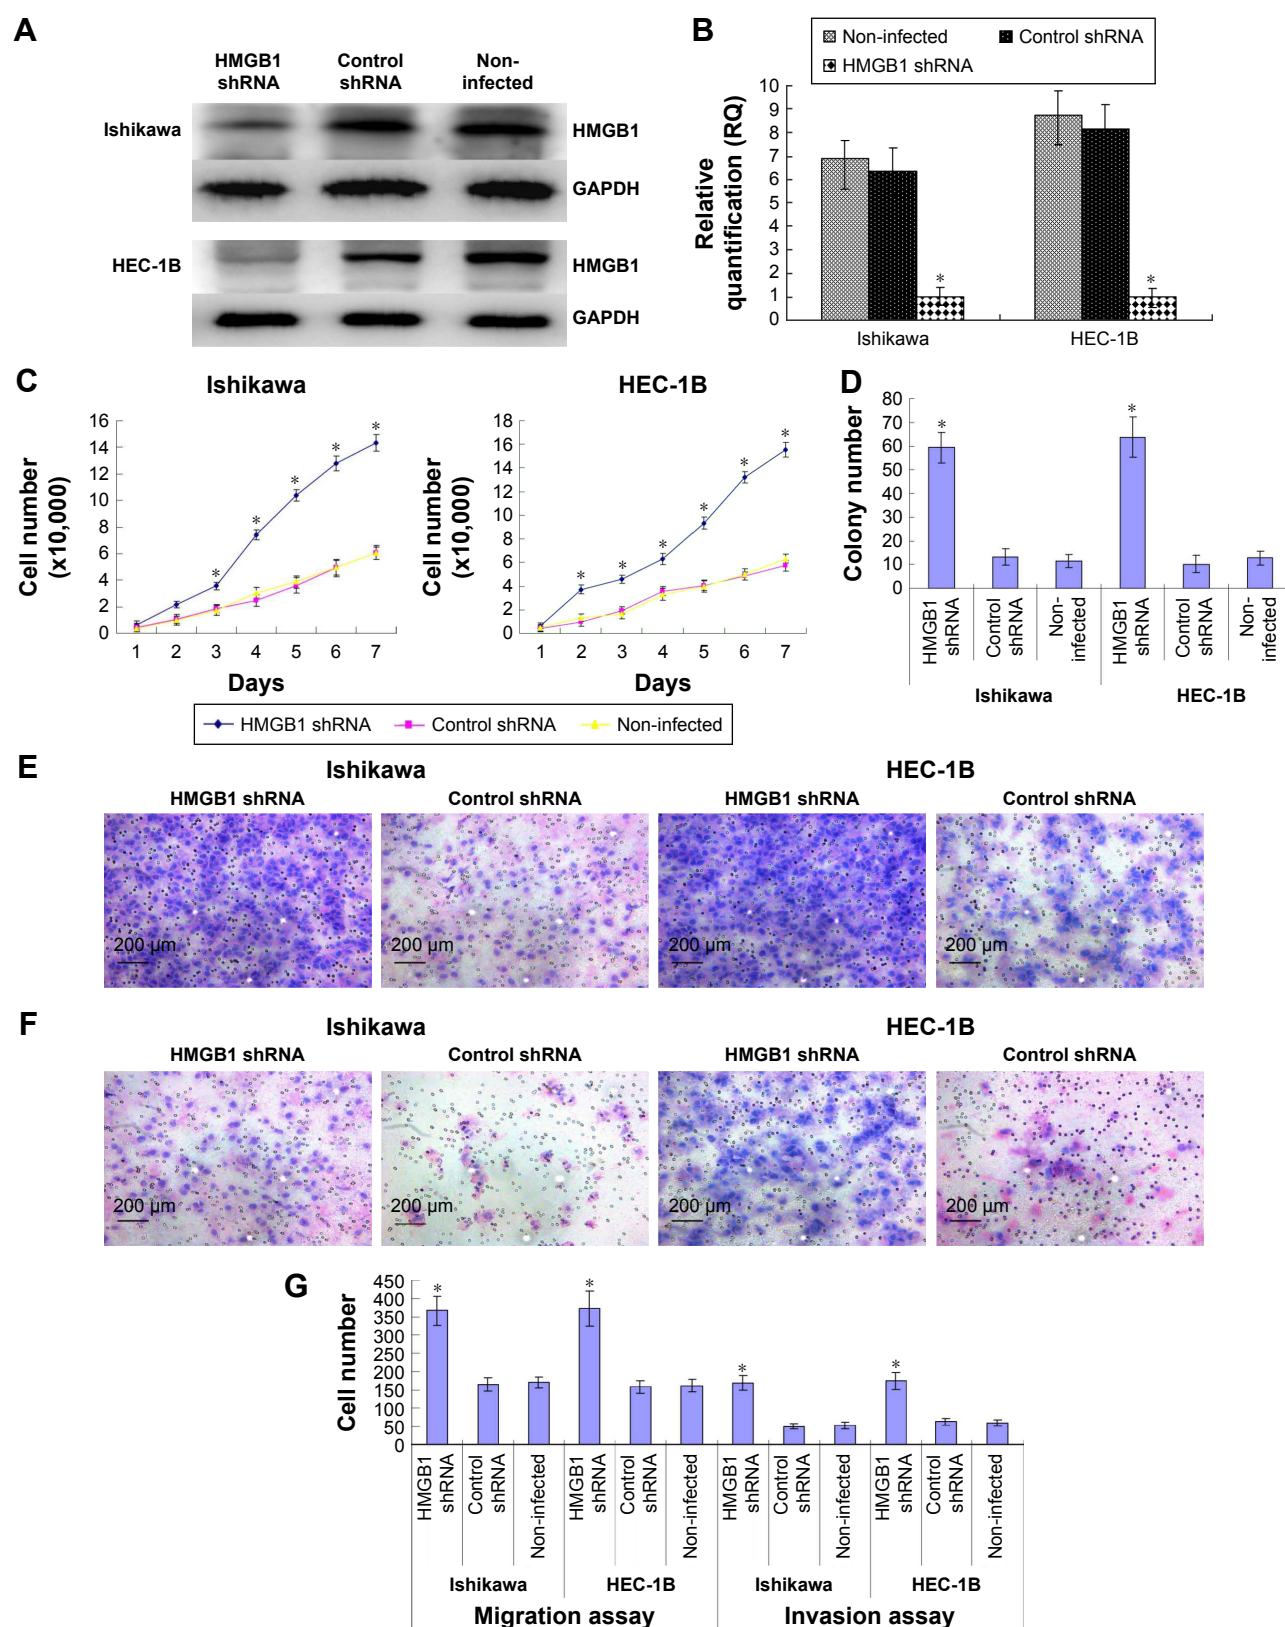 A
HMGB1 shRNA
Control shRNA
Non-infected
Ishikawa
HMGB1
GAPDH
HEC-1B
HMGB1
GAPDH
B
Non-infected
Control shRNA
HMGB1 shRNA
Relative quantification (RQ)
10
9
8
7
6
5
4
3
2
1
0
*
*
Ishikawa
HEC-1B
C
Ishikawa
Cell number (x10,000)
16
14
12
10
8
6
4
2
0
*
*
*
*
*
1 2 3 4 5 6 7
Days
HEC-1B
Cell number (x10,000)
18
16
14
12
10
8
6
4
2
0
*
*
*
*
*
*
1 2 3 4 5 6 7
Days
HMGB1 shRNA
Control shRNA
Non-infected
D
Colony number
80
70
60
50
40
30
20
10
0
*
*
HMGB1 shRNA
Control shRNA
Non-infected
HMGB1 shRNA
Control shRNA
Non-infected
Ishikawa
HEC-1B
E
Ishikawa
HEC-1B
HMGB1 shRNA
Control shRNA
HMGB1 shRNA
Control shRNA
200 µm
200 µm
200 µm
200 µm
F
Ishikawa
HEC-1B
HMGB1 shRNA
Control shRNA
HMGB1 shRNA
Control shRNA
200 µm
200 µm
200 µm
200 µm
G
Cell number
450
400
350
300
250
200
150
100
50
0
*
*
*
*
HMGB1 shRNA
Control shRNA
Non-infected
HMGB1 shRNA
Control shRNA
Non-infected
HMGB1 shRNA
Control shRNA
Non-infected
HMGB1 shRNA
Control shRNA
Non-infected
Ishikawa
HEC-1B
Ishikawa
HEC-1B
Migration assay
Invasion assay